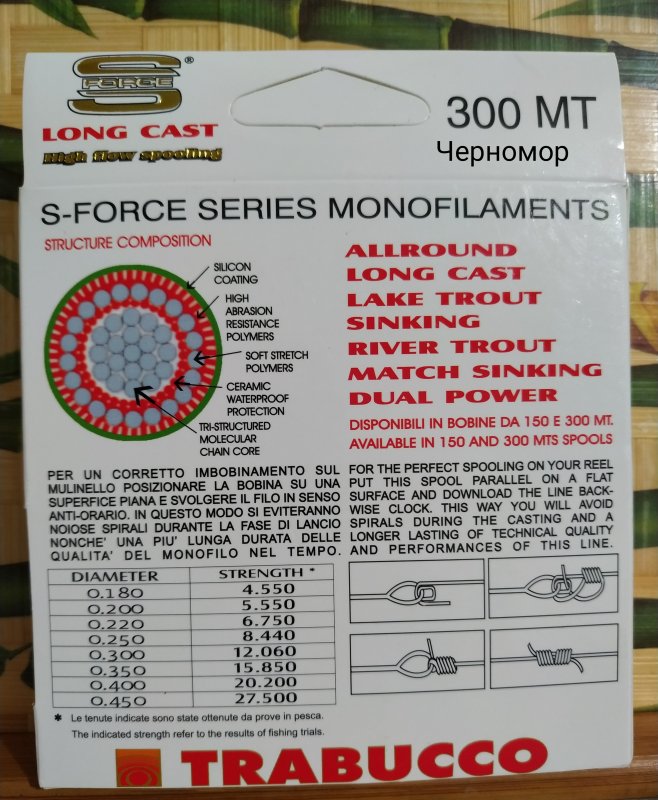 S
FORCE
®
LONG CAST
High flow spooling
300 MT
Черномор
S-FORCE SERIES MONOFILAMENTS
STRUCTURE COMPOSITION
SILICON
COATING
HIGH
ABRASION
RESISTANCE
POLYMERS
SOFT STRETCH
POLYMERS
CERAMIC
WATERPROOF
PROTECTION
TRI-STRUCTURED
MOLECULAR
CHAIN CORE
ALLROUND
LONG CAST
LAKE TROUT
SINKING
RIVER TROUT
MATCH SINKING
DUAL POWER
DISPONIBILI IN BOBINE DA 150 E 300 MT.
AVAILABLE IN 150 AND 300 MTS SPOOLS
PER UN CORRETTO IMBOBINAMENTO SUL
MULINELLO POSIZIONARE LA BOBINA SU UNA
SUPERFICE PIANA E SVOLGERE IL FILO IN SENSO
ANTI-ORARIO. IN QUESTO MODO SI EVITERANNO
NOIOSE SPIRALI DURANTE LA FASE DI LANCIO
NONCHE' UNA PIU' LUNGA DURATA DELLE
QUALITA' DEL MONOFILO NEL TEMPO.
FOR THE PERFECT SPOOLING ON YOUR REEL
PUT THIS SPOOL PARALLEL ON A FLAT
SURFACE AND DOWNLOAD THE LINE BACK-
WISE CLOCK. THIS WAY YOU WILL AVOID
SPIRALS DURING THE CASTING AND A
LONGER LASTING OF TECHNICAL QUALITY
AND PERFORMANCES OF THIS LINE.
DIAMETER STRENGTH *
0.180 4.550
0.200 5.550
0.220 6.750
0.250 8.440
0.300 12.060
0.350 15.850
0.400 20.200
0.450 27.500
* Le tenute indicate sono state ottenute da prove in pesca.
The indicated strength refer to the results of fishing trials.
TRABUCCO